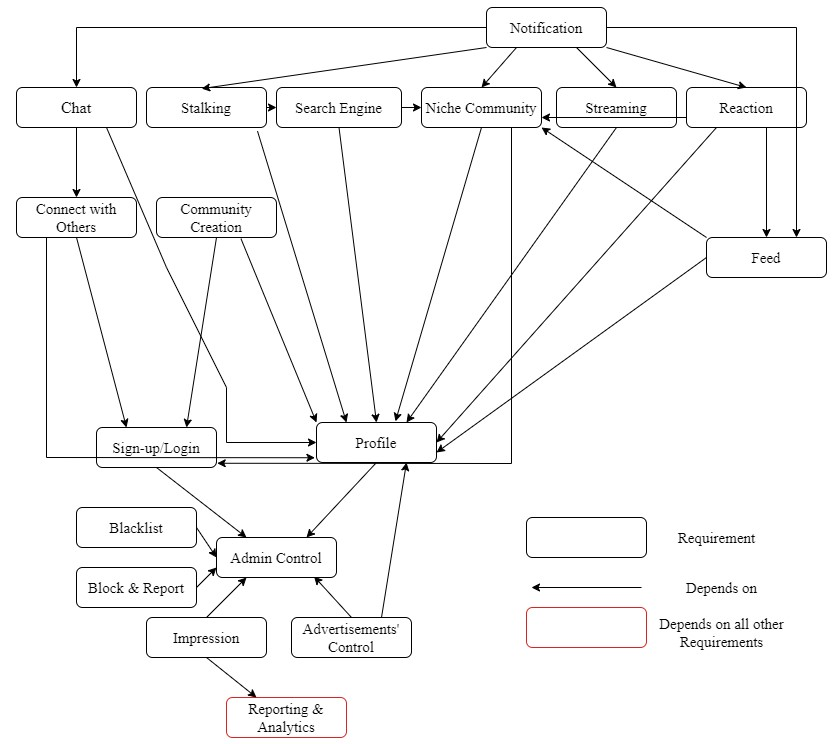 Notification
Chat
Stalking
Search Engine
Niche Community
Streaming
Reaction
Connect with
Others
Community
Creation
Feed
Profile
Sign-up/Login
Blacklist
Requirement
Admin Control
Block & Report
Depends on
Impression
Advertisements'
Control
Depends on all other
Requirements
Reporting &
Analytics